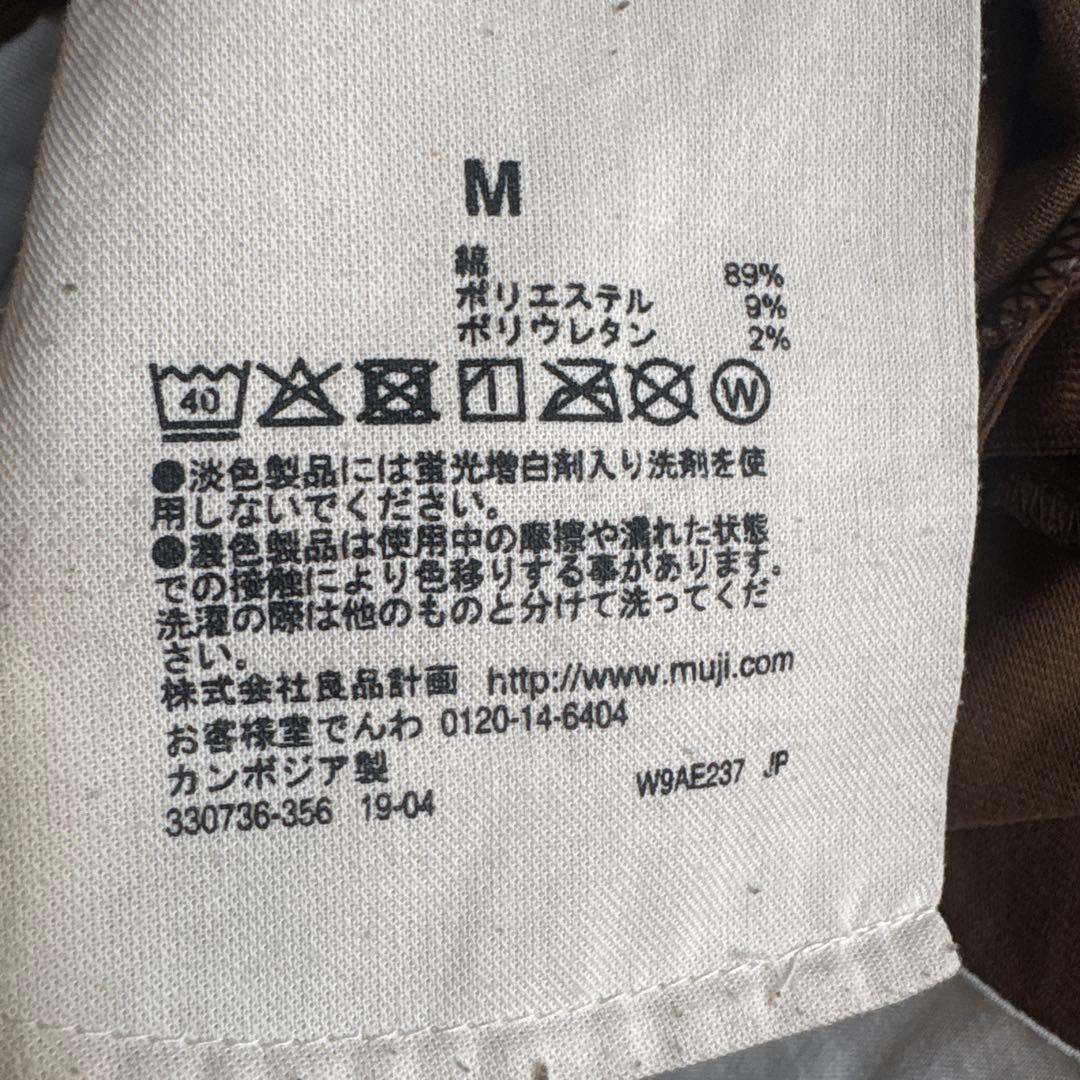 M
綿 89%
ポリエステル 9%
ポリウレタン 2%
40 W
●淡色製品には蛍光増白剤入り洗剤を使
用しないでください。
●濃色製品は使用中の摩擦や濡れた状態
での接触により色移りする事があります。
洗濯の際は他のものと分けて洗ってくだ
さい。
株式会社良品計画 http://www.muji.com
お客様室でんわ 0120-14-6404
カンボジア製
330736-356 19-04 W9AE237 JP